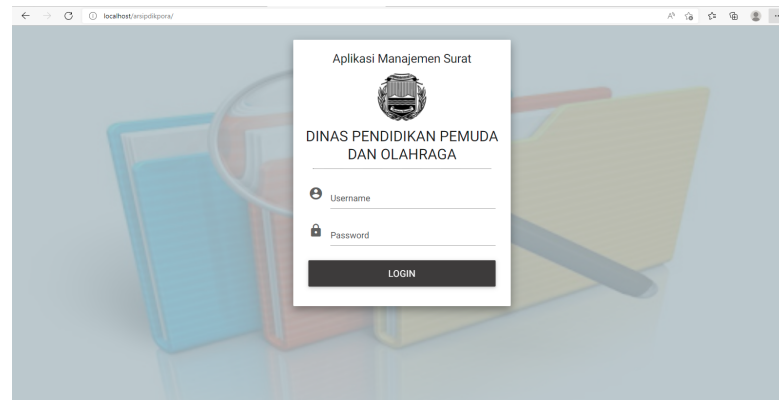 localhost/arsipdikpora/
Aplikasi Manajemen Surat
DINAS PENDIDIKAN PEMUDA
DAN OLAHRAGA
Username
Password
LOGIN